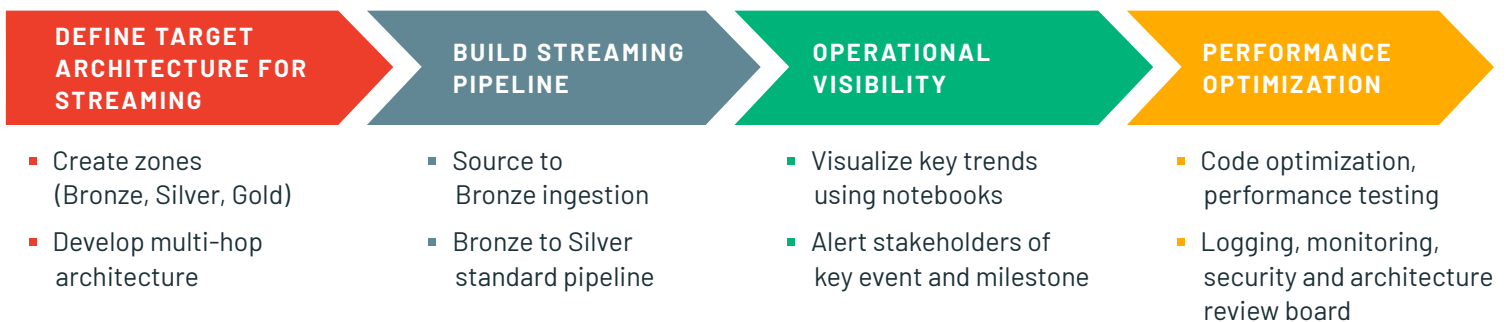 DEFINE TARGET
ARCHITECTURE FOR
STREAMING
Create zones
(Bronze, Silver, Gold)
Develop multi-hop
architecture
BUILD STREAMING
PIPELINE
Source to
Bronze ingestion
Bronze to Silver
standard pipeline
OPERATIONAL
VISIBILITY
Visualize key trends
using notebooks
Alert stakeholders of
key event and milestone
PERFORMANCE
OPTIMIZATION
Code optimization,
performance testing
Logging, monitoring,
security and architecture
review board